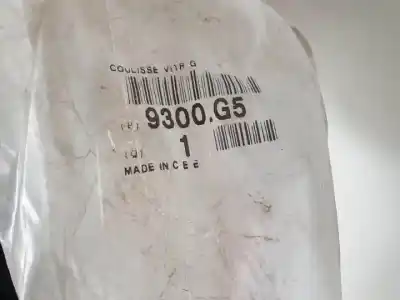 COULISSE VITR G
(P) 9300.G5
(Q) 1
MADE IN C E E